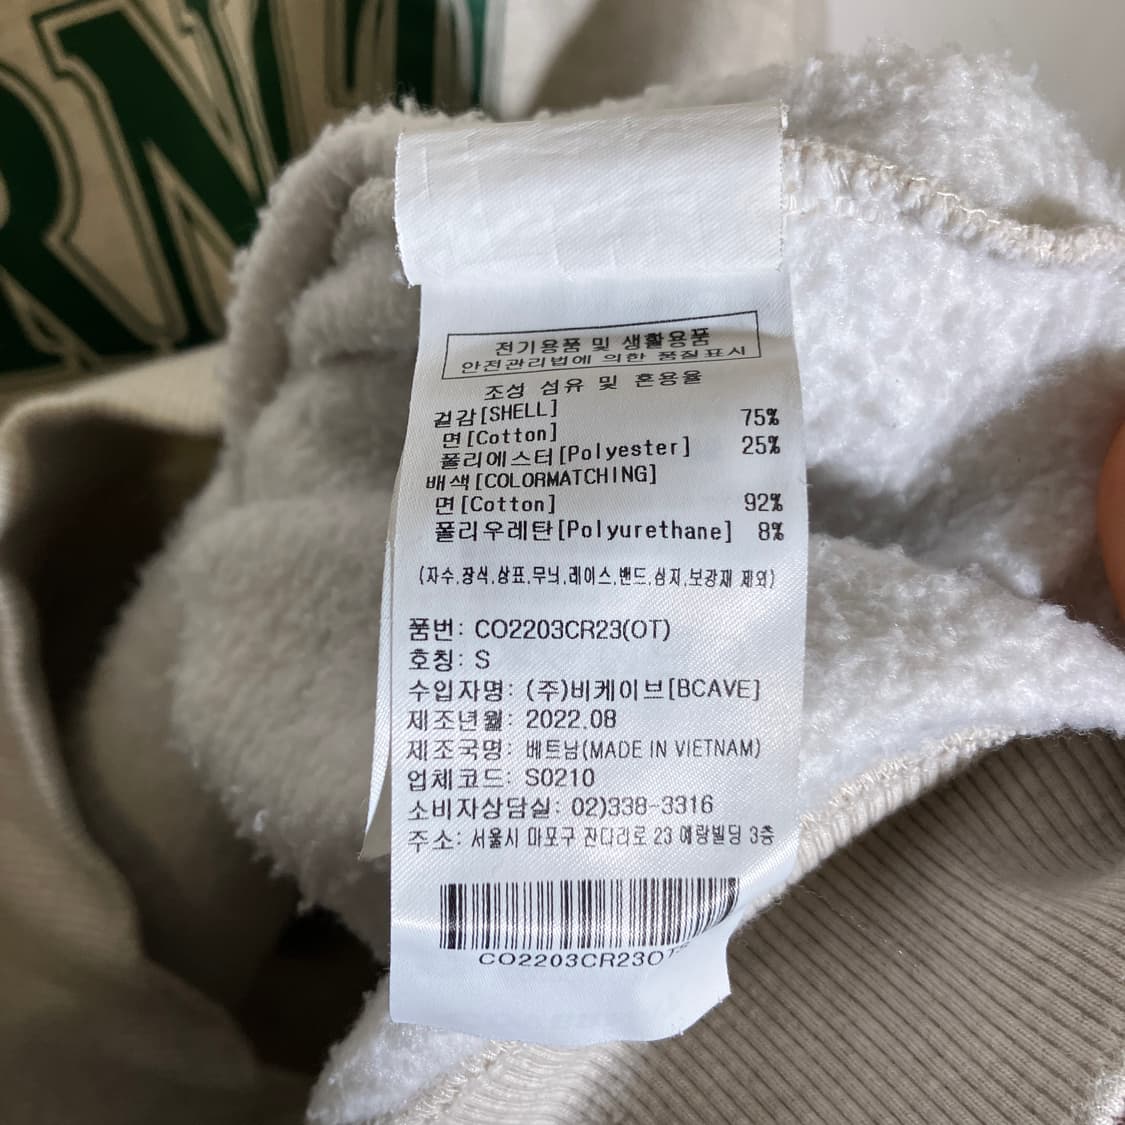 RN
전기용품 및 생활용품
안전관리법에 의한 품질표시
조성 섬유 및 혼용율
겉감[SHELL]
면[Cotton] 75%
폴리에스터[Polyester] 25%
배색[COLORMATCHING]
면[Cotton] 92%
폴리우레탄[Polyurethane] 8%
(자수,장식,상표,무늬,레이스,밴드,심지,보강재 제외)
품번: CO2203CR23(OT)
호칭: S
수입자명: (주)비케이브[BCAVE]
제조년월: 2022.08
제조국명: 베트남(MADE IN VIETNAM)
업체코드: S0210
소비자상담실: 02)338-3316
주소: 서울시 마포구 잔다리로 23 예랑빌딩 3층
CO2203CR23OTS